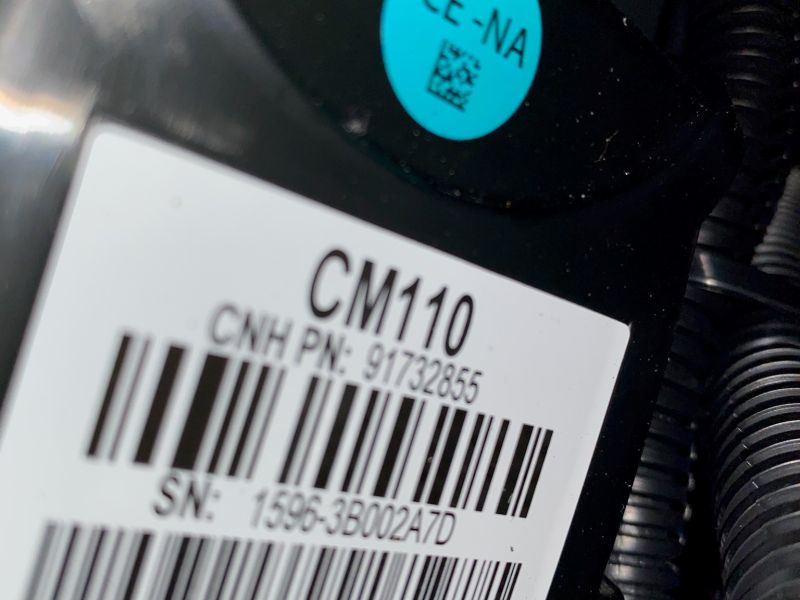 CE-NA
CM110
CNH PN: 91732855
SN: 1596-3B002A7D